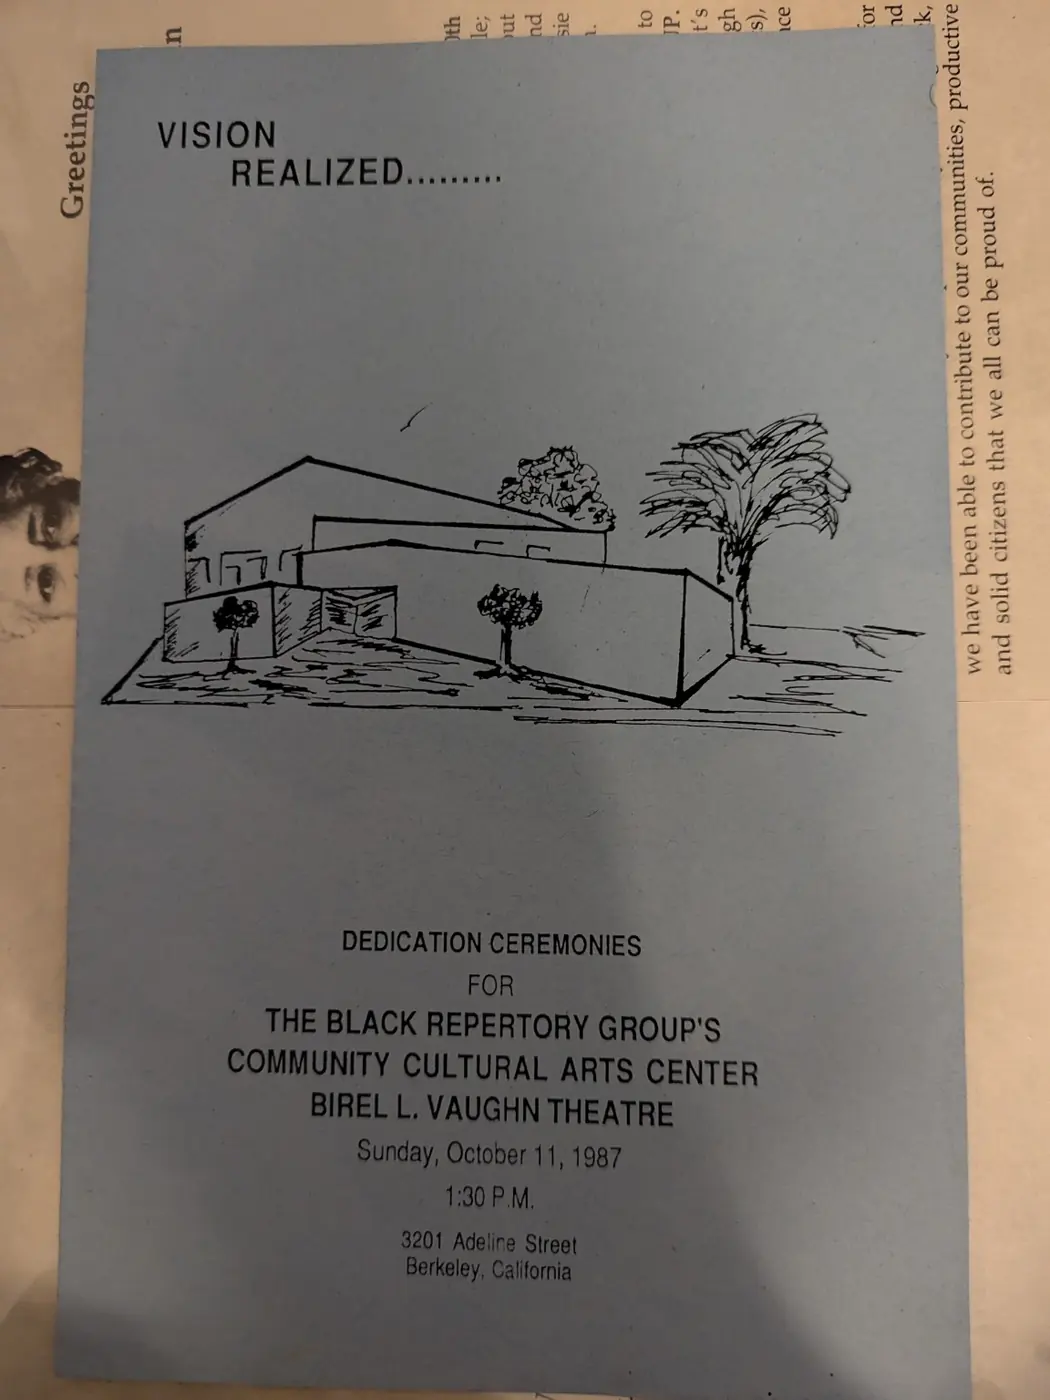 VISION
REALIZED.........
DEDICATION CEREMONIES
FOR
THE BLACK REPERTORY GROUP'S
COMMUNITY CULTURAL ARTS CENTER
BIREL L. VAUGHN THEATRE
Sunday, October 11, 1987
1:30 P.M.
3201 Adeline Street
Berkeley, California
Greetings
we have been able to contribute to our communities, productive
and solid citizens that we all can be proud of.